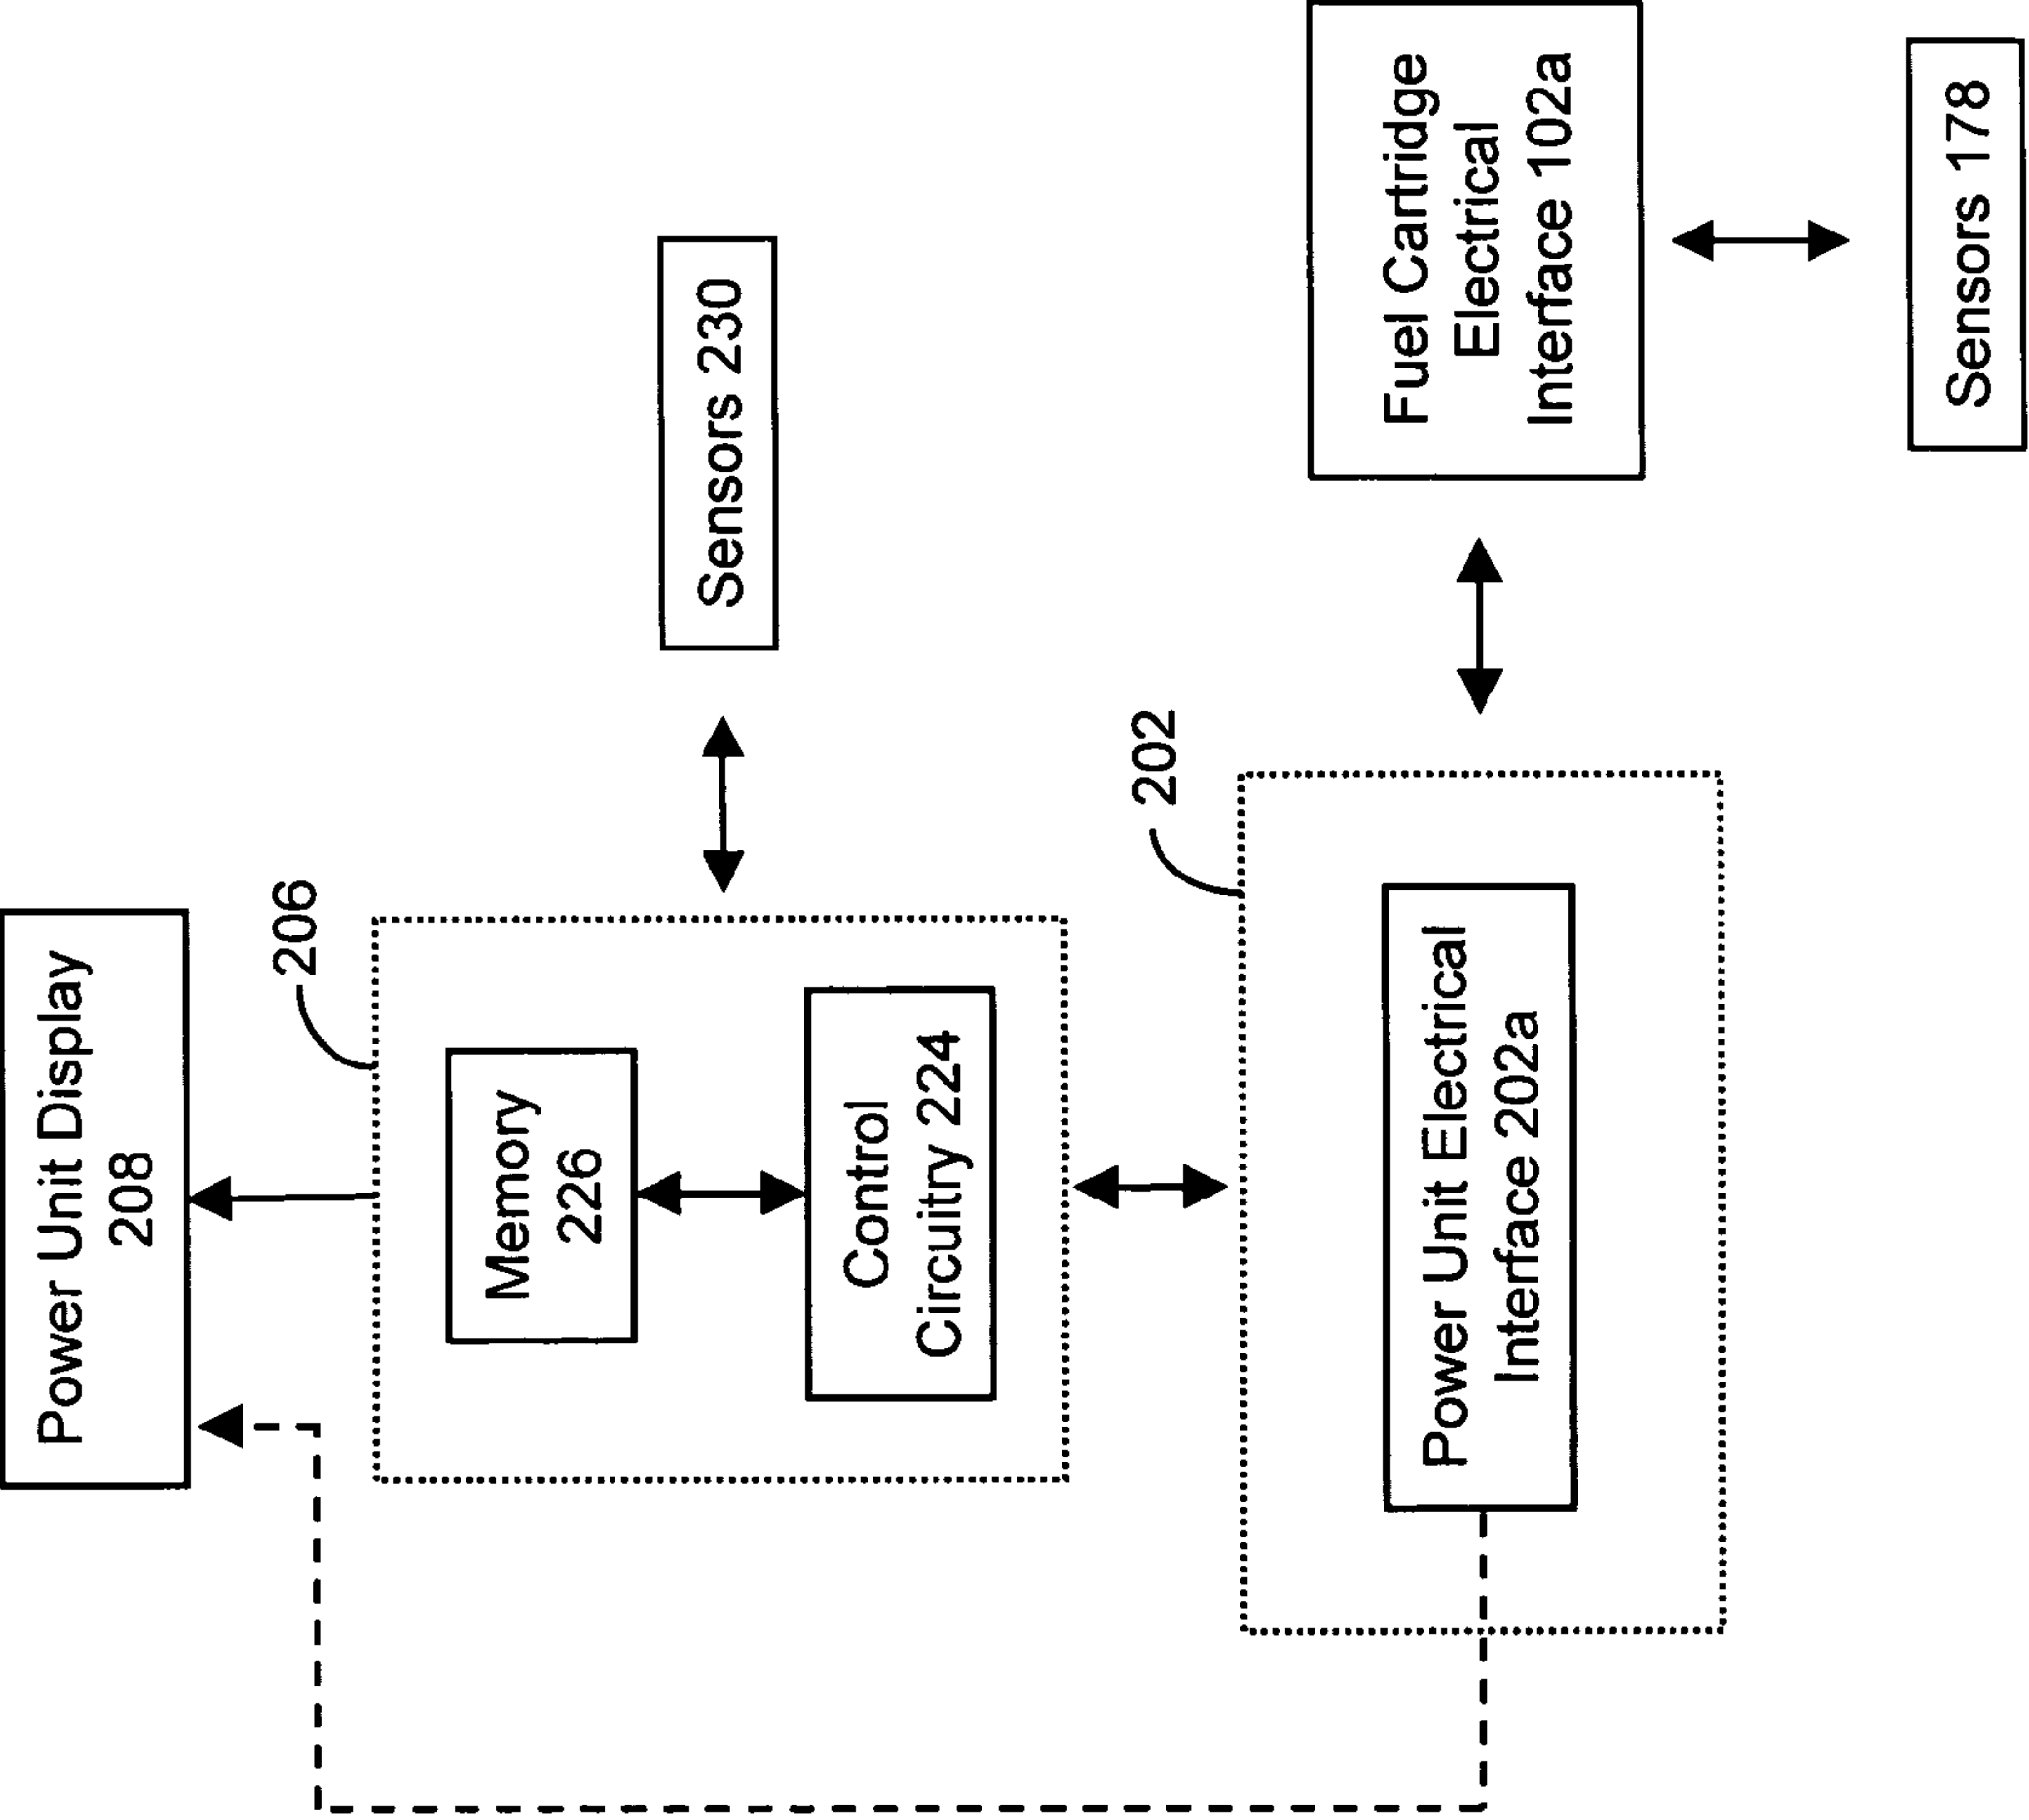 Power Unit Display
208
206
Memory
226
Control
Circuitry 224
Sensors 230
202
Power Unit Electrical
Interface 202a
Fuel Cartridge
Electrical
Interface 102a
Sensors 178